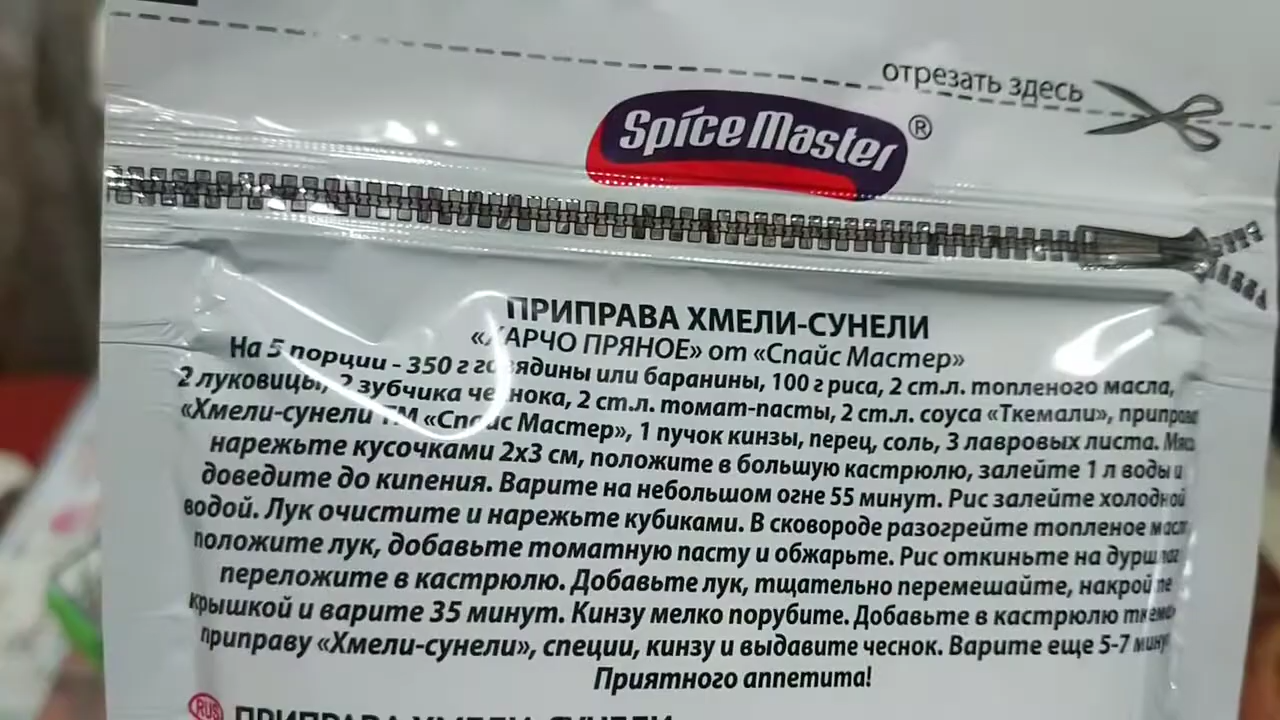 отрезать здесь
Spice Master ®
ПРИПРАВА ХМЕЛИ-СУНЕЛИ
«ХАРЧО ПРЯНОЕ» от «Спайс Мастер»
На 5 порции - 350 г говядины или баранины, 100 г риса, 2 ст.л. топленого масла,
2 луковицы, 2 зубчика чеснока, 2 ст.л. томат-пасты, 2 ст.л. соуса «Ткемали», приправа
«Хмели-сунели ТМ «Спайс Мастер», 1 пучок кинзы, перец, соль, 3 лавровых листа. Мясо
нарежьте кусочками 2х3 см, положите в большую кастрюлю, залейте 1 л воды и
доведите до кипения. Варите на небольшом огне 55 минут. Рис залейте холодной
водой. Лук очистите и нарежьте кубиками. В сковороде разогрейте топленое масло
положите лук, добавьте томатную пасту и обжарьте. Рис откиньте на дуршлаг
переложите в кастрюлю. Добавьте лук, тщательно перемешайте, накройте
крышкой и варите 35 минут. Кинзу мелко порубите. Добавьте в кастрюлю
приправу «Хмели-сунели», специи, кинзу и выдавите чеснок. Варите еще 5-7 минут
Приятного аппетита!
RUS ПРИПРАВА ХМЕЛИ-СУНЕЛИ